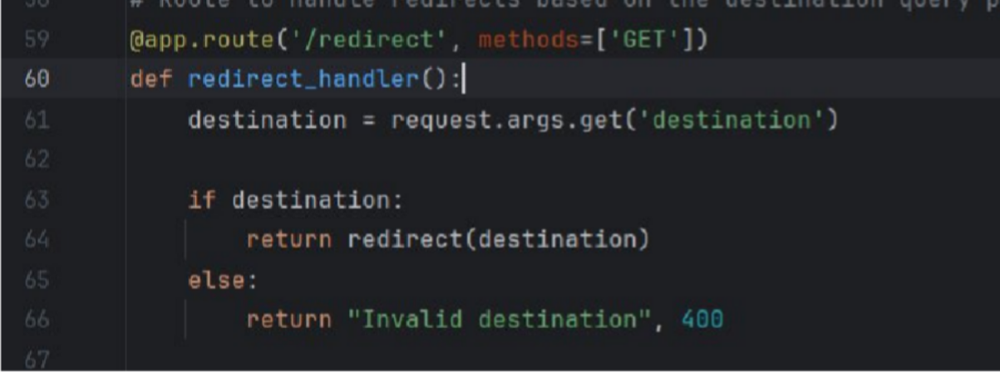 # Route to handle redirects based on the destination query p
59 @app.route('/redirect', methods=['GET'])
60 def redirect_handler():
61 destination = request.args.get('destination')
62
63 if destination:
64 return redirect(destination)
65 else:
66 return "Invalid destination", 400
67